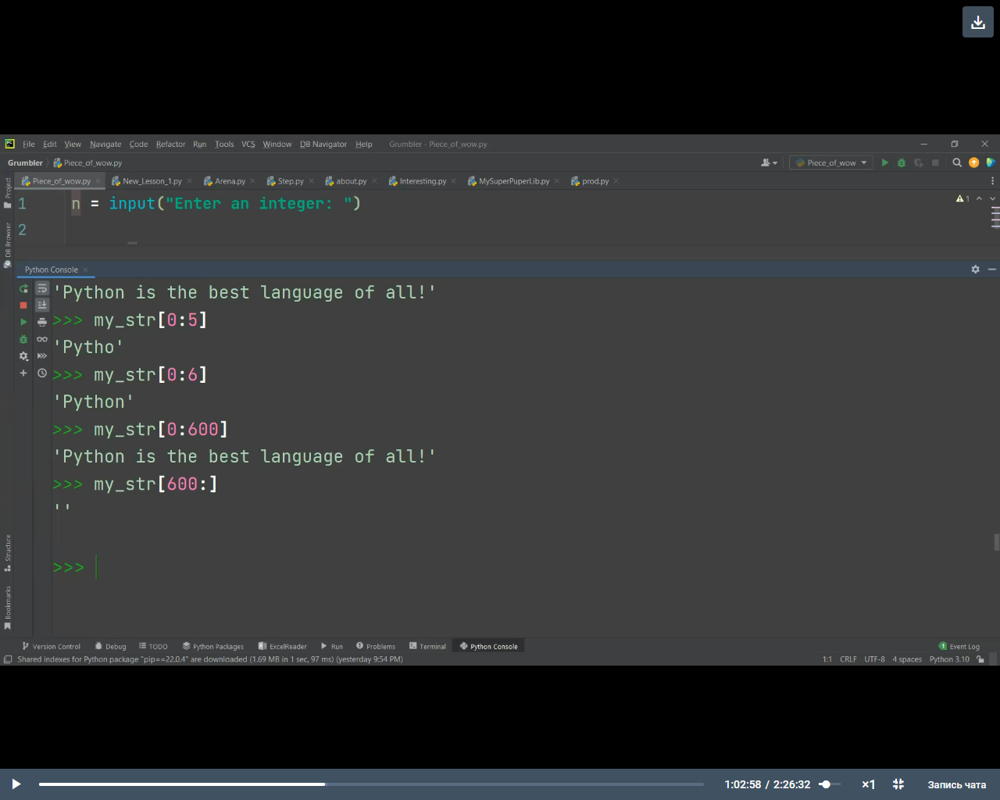 File Edit View Navigate Code Refactor Run Tools VCS Window DB Navigator Help Grumbler - Piece_of_wow.py
Grumbler Piece_of_wow.py Piece_of_wow
Piece_of_wow.py New_Lesson_1.py Arena.py Step.py about.py Interesting.py MySuperPuperLib.py prod.py
Project
DB Browser
1 n = input("Enter an integer: ") 1
2
Python Console
'Python is the best language of all!'
>>> my_str[0:5]
'Pytho'
>>> my_str[0:6]
'Python'
>>> my_str[0:600]
'Python is the best language of all!'
>>> my_str[600:]
''
>>>
Structure
Bookmarks
Version Control Debug TODO Python Packages ExcelReader Run Problems Terminal Python Console 1 Event Log
Shared indexes for Python package "pip==22.0.4" are downloaded (1.69 MB in 1 sec, 97 ms) (yesterday 9:54 PM) 1:1 CRLF UTF-8 4 spaces Python 3.10
1:02:58 / 2:26:32 ×1 Запись чата